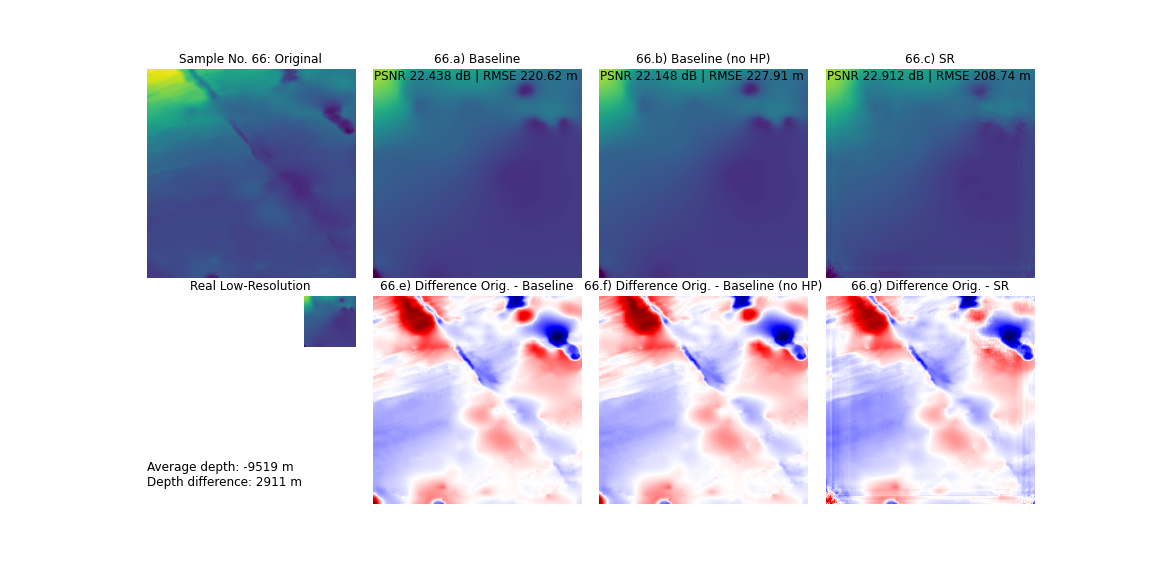 Sample No. 66: Original
66.a) Baseline
66.b) Baseline (no HP)
66.c) SR
PSNR 22.438 dB | RMSE 220.62 m
PSNR 22.148 dB | RMSE 227.91 m
PSNR 22.912 dB | RMSE 208.74 m
Real Low-Resolution
66.e) Difference Orig. - Baseline
66.f) Difference Orig. - Baseline (no HP)
66.g) Difference Orig. - SR
Average depth: -9519 m
Depth difference: 2911 m